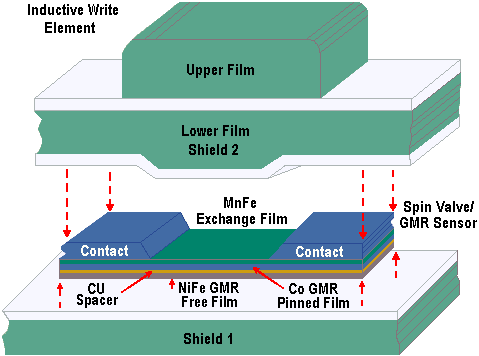 Inductive Write
Element
Upper Film
Lower Film
Shield 2
MnFe
Exchange Film
Spin Valve/
GMR Sensor
Contact
Contact
CU
Spacer
NiFe GMR
Free Film
Co GMR
Pinned Film
Shield 1